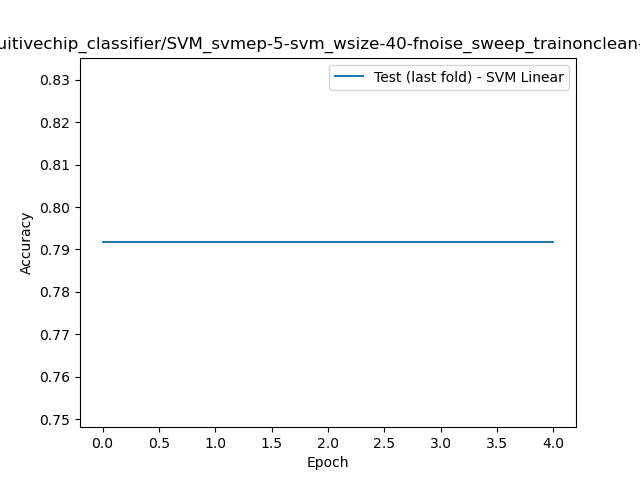 uitivechip_classifier/SVM_svmep-5-svm_wsize-40-fnoise_sweep_trainonclean-
Test (last fold) - SVM Linear
Accuracy
0.83
0.82
0.81
0.80
0.79
0.78
0.77
0.76
0.75
0.0 0.5 1.0 1.5 2.0 2.5 3.0 3.5 4.0
Epoch